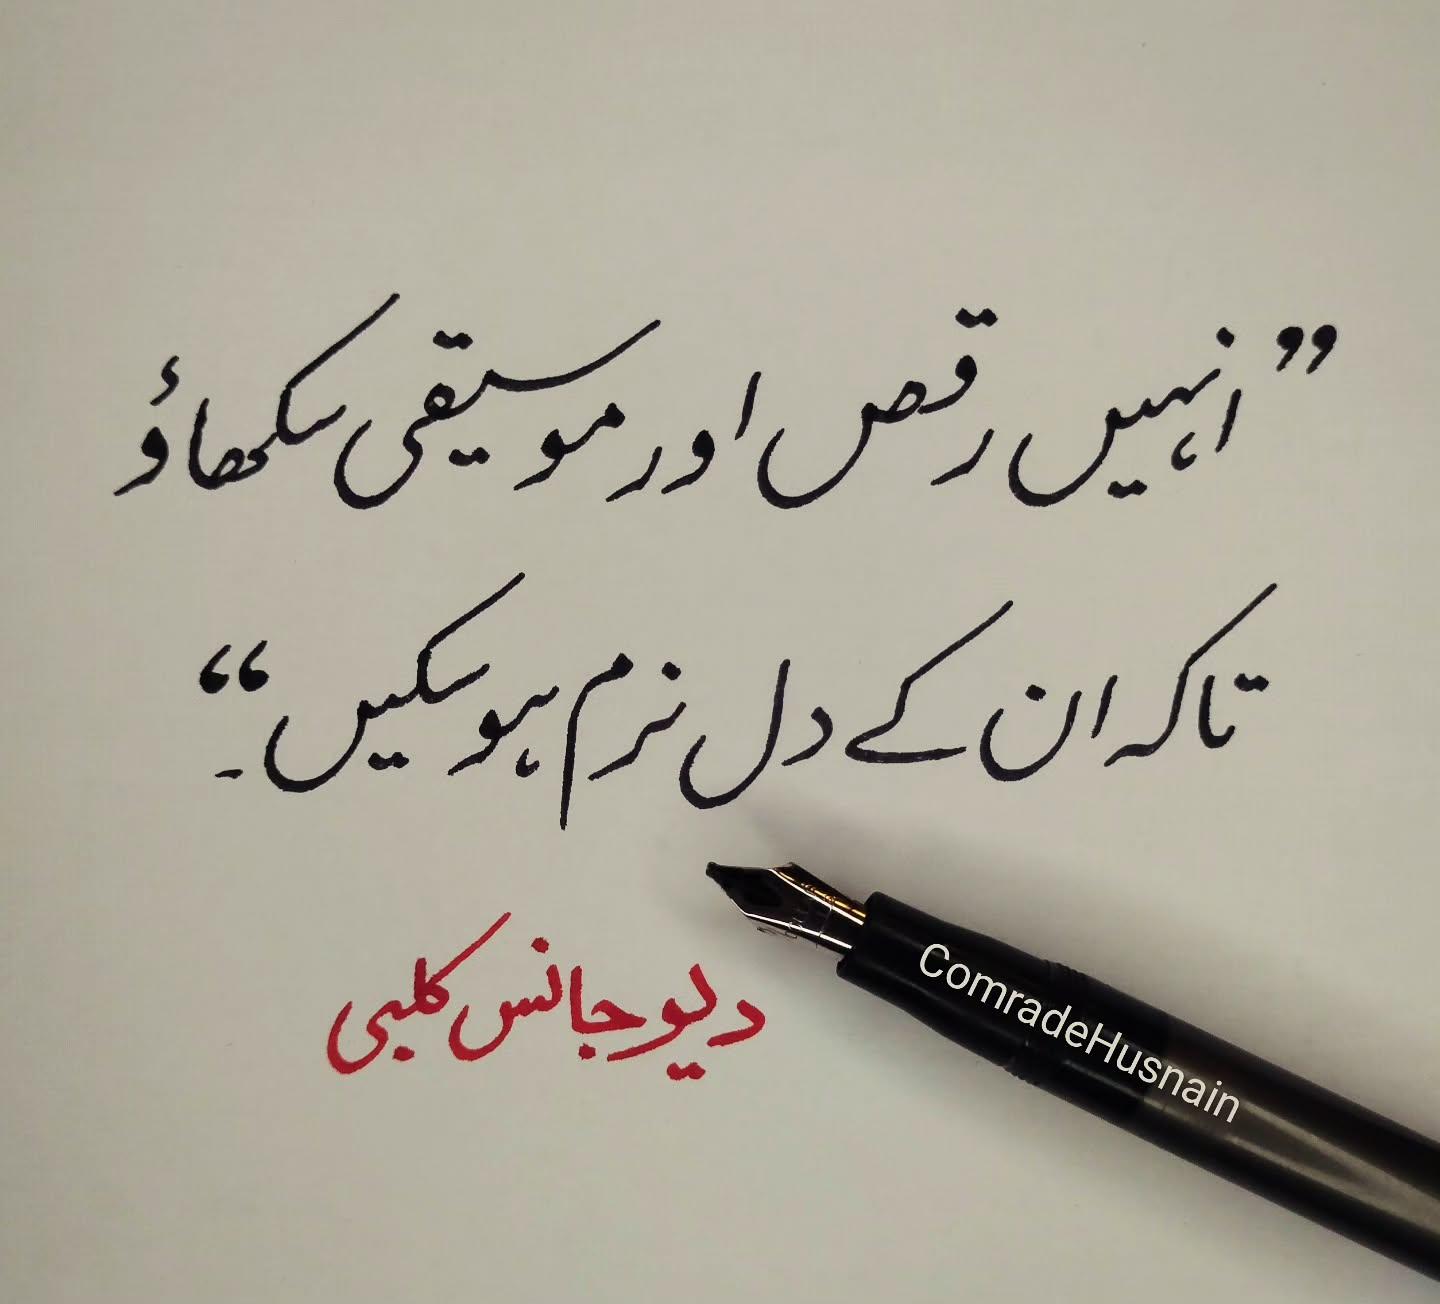 ”انہیں رقص اور موسیقی سکھاؤ
تاکہ ان کے دل نرم ہو سکیں“۔
دیوجانس کلبی
ComradeHusnain